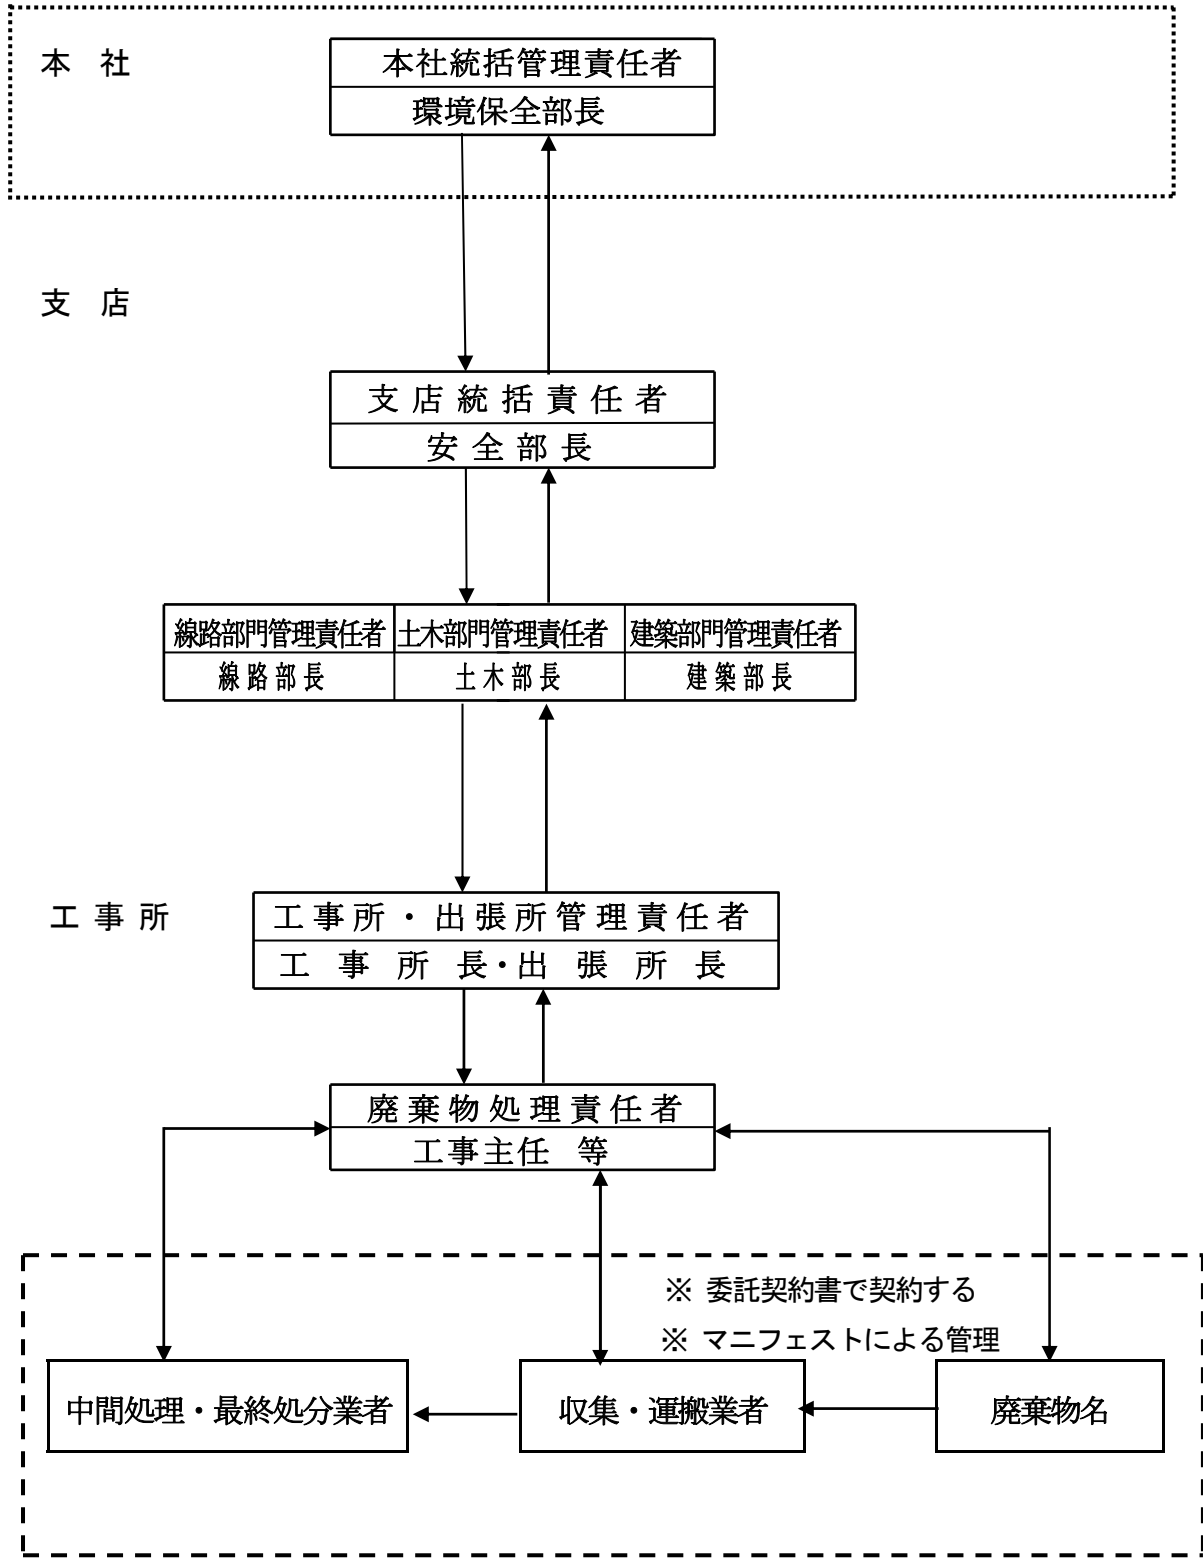 本　社
本社統括管理責任者
環境保全部長
支　店
支店統括責任者
安全部長
線路部門管理責任者
土木部門管理責任者
建築部門管理責任者
線路部長
土木部長
建築部長
工事所
工事所・出張所管理責任者
工事所長・出張所長
廃棄物処理責任者
工事主任　等
※ 委託契約書で契約する
※ マニフェストによる管理
中間処理・最終処分業者
収集・運搬業者
廃棄物名